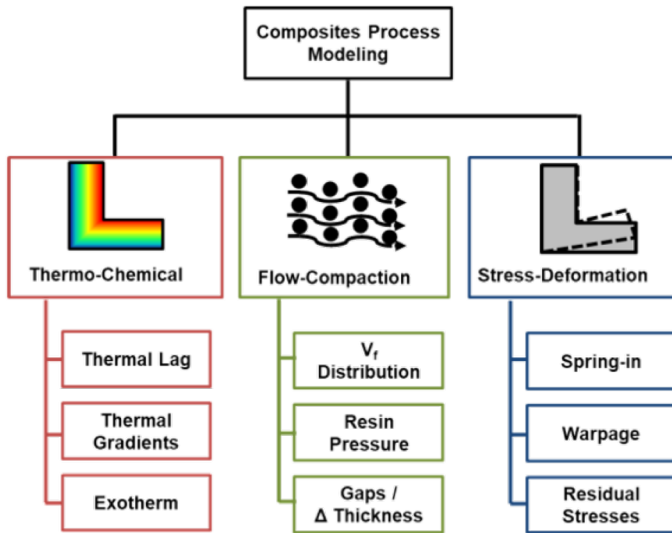 Composites Process
Modeling
Thermo-Chemical
Flow-Compaction
Stress-Deformation
Thermal Lag
Thermal
Gradients
Exotherm
Vf
Distribution
Resin
Pressure
Gaps /
Δ Thickness
Spring-in
Warpage
Residual
Stresses